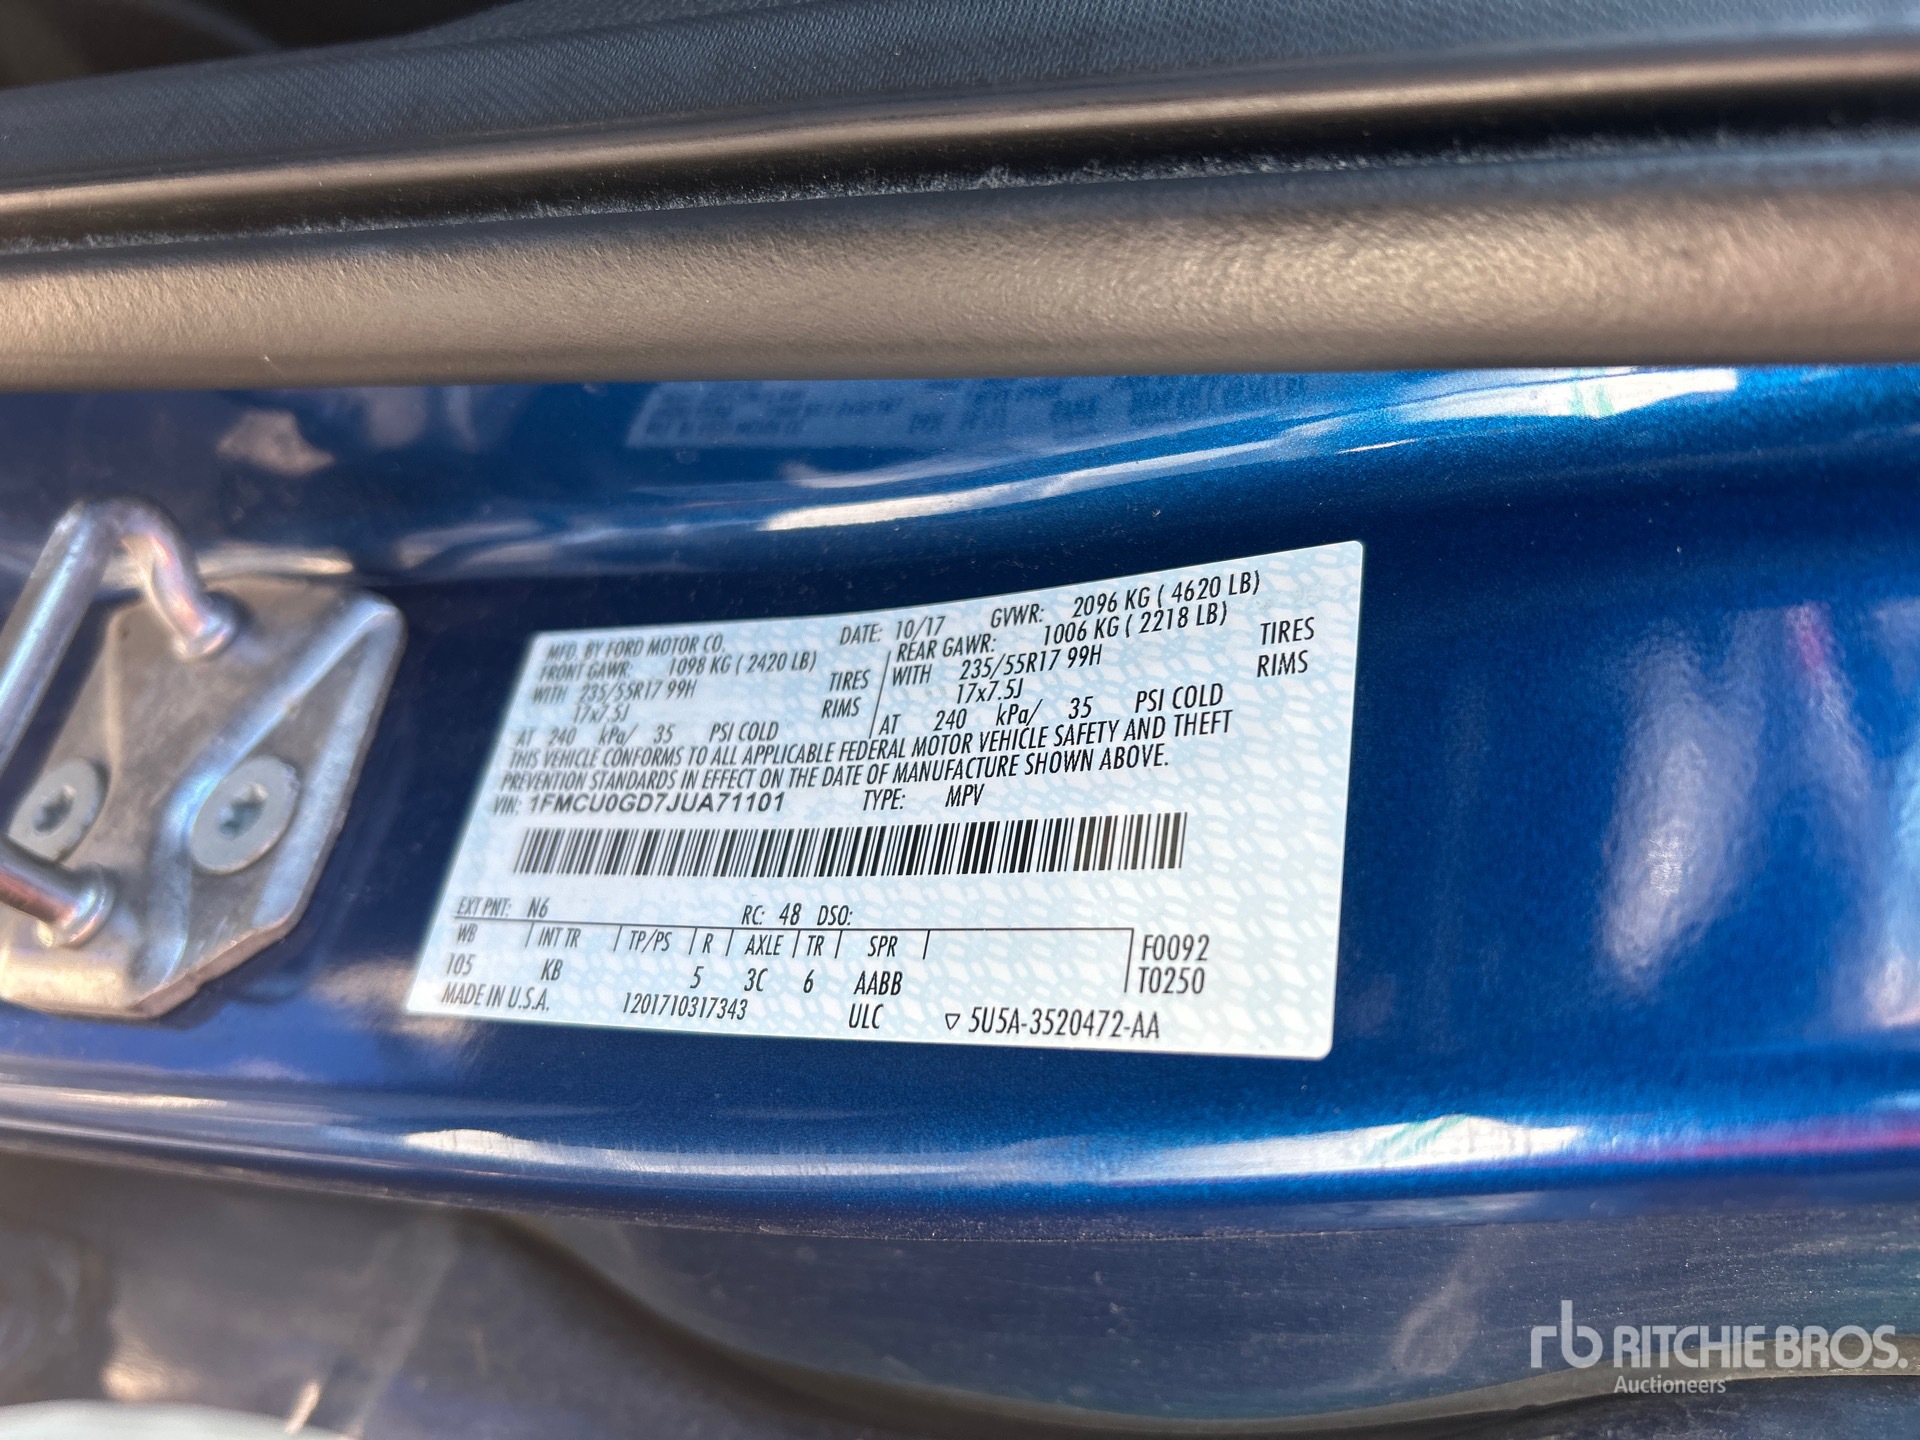 MFD. BY FORD MOTOR CO. DATE: 10/17 GVWR: 2096 KG ( 4620 LB)
FRONT GAWR: 1098 KG ( 2420 LB) REAR GAWR: 1006 KG ( 2218 LB)
WITH 235/55R17 99H TIRES WITH 235/55R17 99H TIRES
17x7.5J RIMS 17x7.5J RIMS
AT 240 kPa/ 35 PSI COLD AT 240 kPa/ 35 PSI COLD
THIS VEHICLE CONFORMS TO ALL APPLICABLE FEDERAL MOTOR VEHICLE SAFETY AND THEFT
PREVENTION STANDARDS IN EFFECT ON THE DATE OF MANUFACTURE SHOWN ABOVE.
VIN: 1FMCU0GD7JUA71101 TYPE: MPV
EXT PNT: N6 RC: 48 DSO:
WB INT TR TP/PS R AXLE TR SPR F0092
105 KB 5 3C 6 AABB T0250
MADE IN U.S.A. 1201710317343 ULC ▽ 5U5A-3520472-AA
rb RITCHIE BROS.
Auctioneers